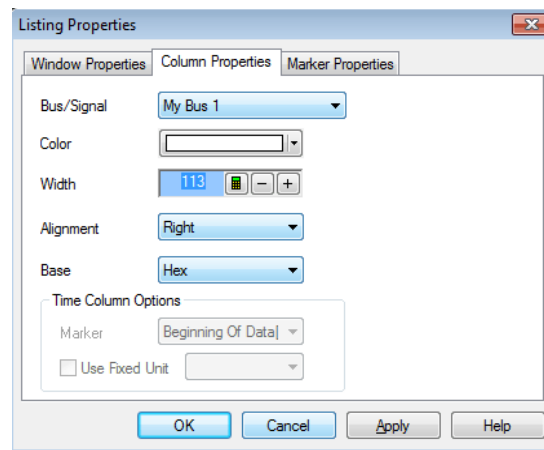 Listing Properties
Window Properties Column Properties Marker Properties
Bus/Signal My Bus 1
Color
Width 113 − +
Alignment Right
Base Hex
Time Column Options
Marker Beginning Of Data|
Use Fixed Unit
OK Cancel Apply Help